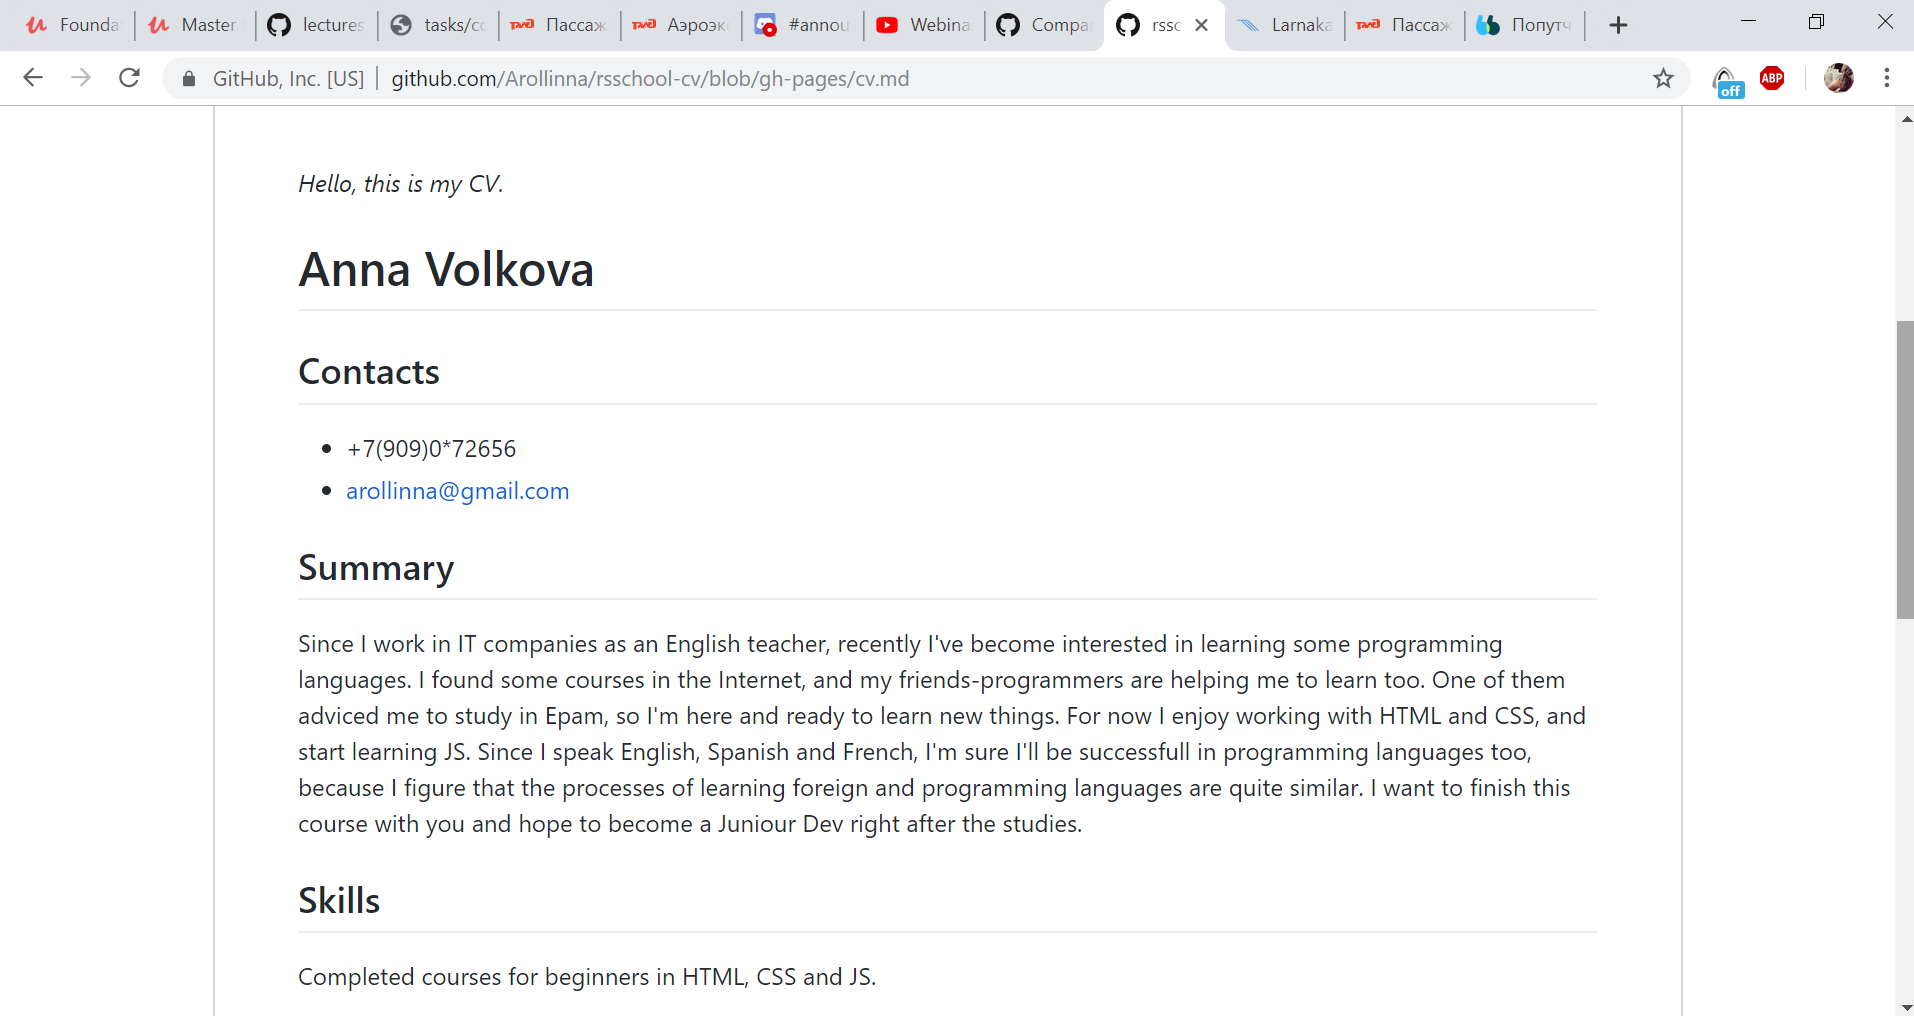 Founda Master lectures tasks/cc Пассаж Аэроэкс #annou Webina Compa rssc Larnaka Пассаж Попутч
GitHub, Inc. [US] github.com/Arollinna/rsschool-cv/blob/gh-pages/cv.md off ABP
Hello, this is my CV.
Anna Volkova
Contacts
+7(909)0*72656
arollinna@gmail.com
Summary
Since I work in IT companies as an English teacher, recently I've become interested in learning some programming
languages. I found some courses in the Internet, and my friends-programmers are helping me to learn too. One of them
adviced me to study in Epam, so I'm here and ready to learn new things. For now I enjoy working with HTML and CSS, and
start learning JS. Since I speak English, Spanish and French, I'm sure I'll be successfull in programming languages too,
because I figure that the processes of learning foreign and programming languages are quite similar. I want to finish this
course with you and hope to become a Juniour Dev right after the studies.
Skills
Completed courses for beginners in HTML, CSS and JS.